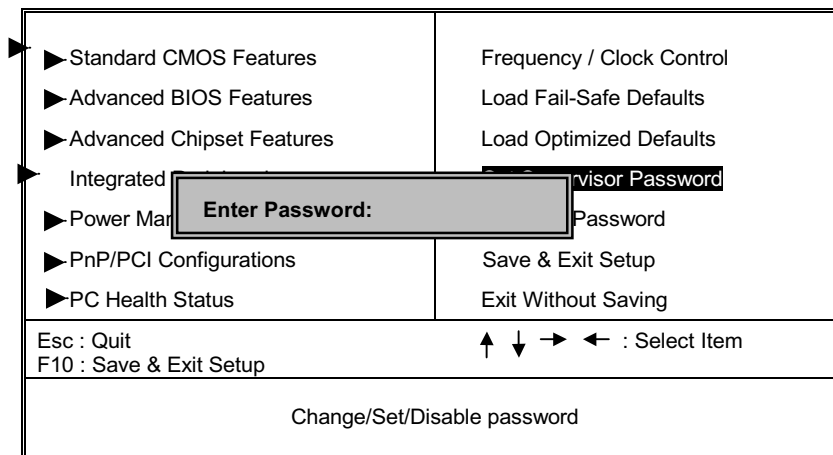 Standard CMOS Features
Advanced BIOS Features
Advanced Chipset Features
Integrated
Power
PnP/PCI Configurations
PC Health Status
Frequency / Clock Control
Load Fail-Safe Defaults
Load Optimized Defaults
Password
Password
Save & Exit Setup
Exit Without Saving
Enter Password:
Esc : Quit
F10 : Save & Exit Setup
↑ ↓ → ← : Select Item
Change/Set/Disable password